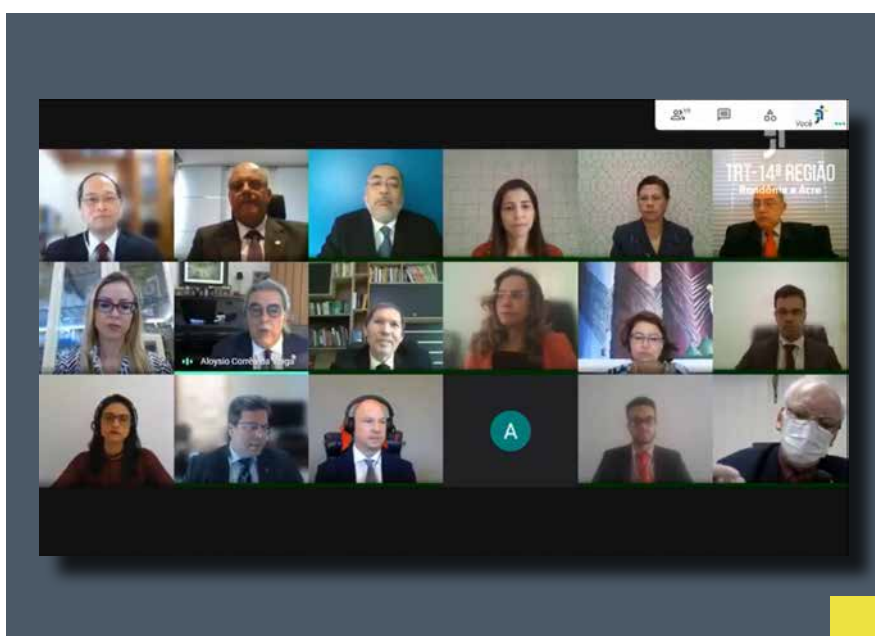 Você
TRT-14ª REGIÃO
Rondônia e Acre
Aloysio Corrêa da Veiga
A